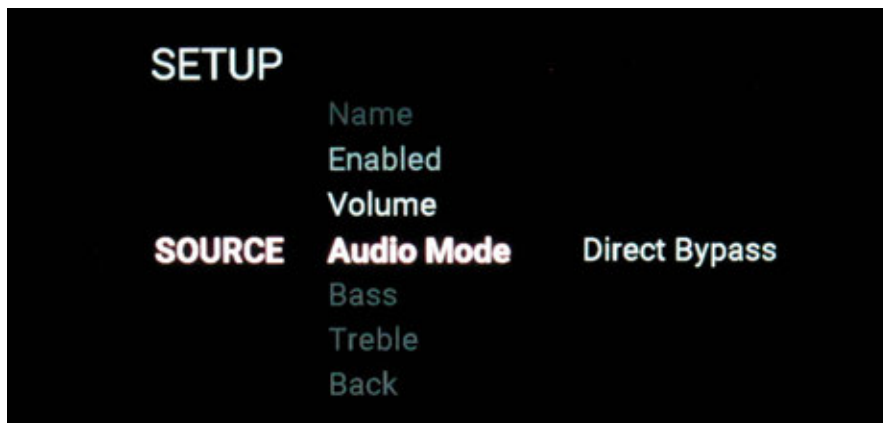 SETUP
Name
Enabled
Volume
SOURCE Audio Mode Direct Bypass
Bass
Treble
Back